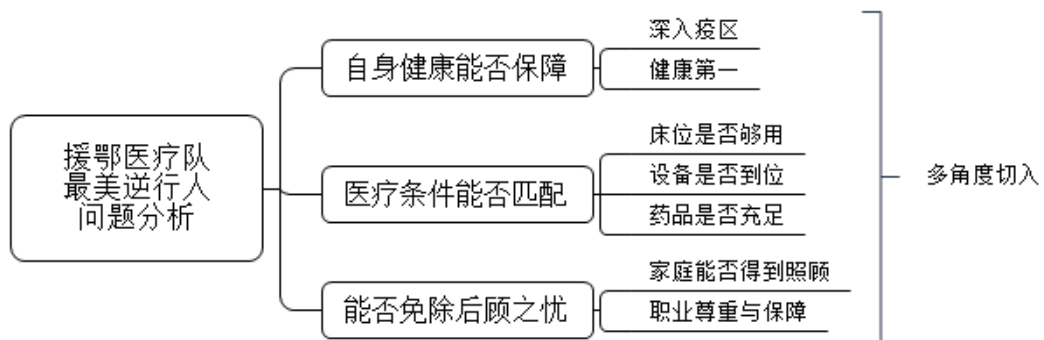 援鄂医疗队
最美逆行人
问题分析
自身健康能否保障
深入疫区
健康第一
医疗条件能否匹配
床位是否够用
设备是否到位
药品是否充足
能否免除后顾之忧
家庭能否得到照顾
职业尊重与保障
多角度切入